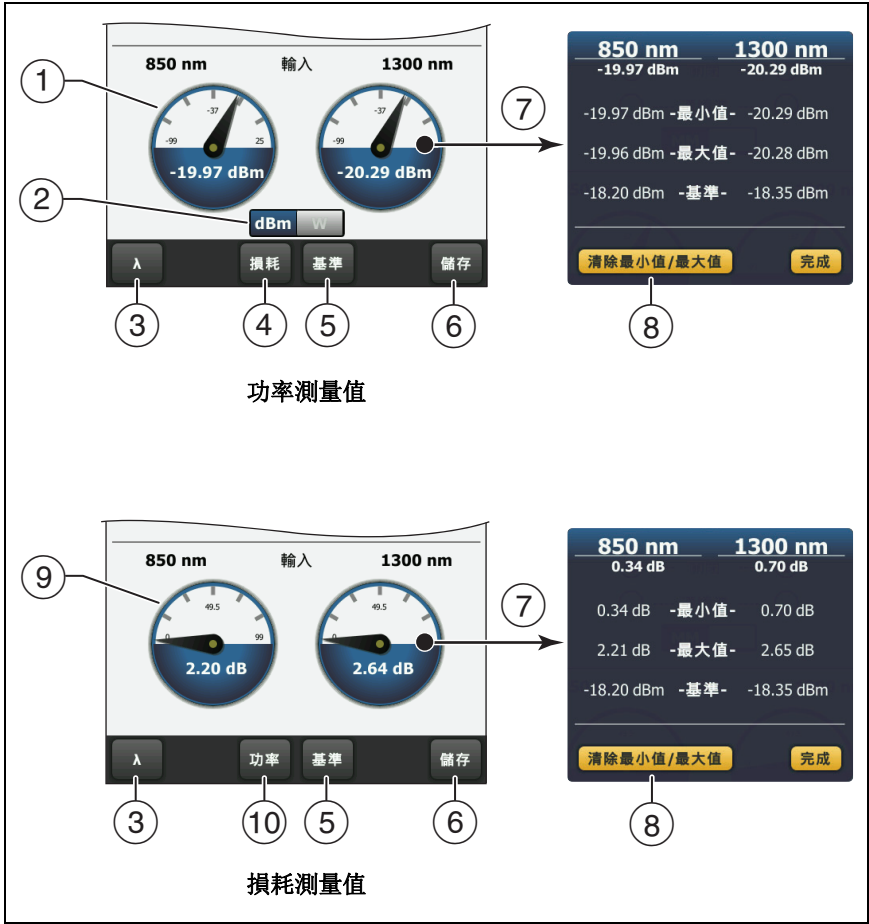 850 nm 輸入 1300 nm
-37 -37
-99 25 -99
-19.97 dBm -20.29 dBm
dBm W
λ 損耗 基準 儲存
1
2
3 4 5 6
7
850 nm 1300 nm
-19.97 dBm -20.29 dBm
-19.97 dBm -最小值- -20.29 dBm
-19.96 dBm -最大值- -20.28 dBm
-18.20 dBm -基準- -18.35 dBm
清除最小值/最大值 完成
8
功率測量值
850 nm 輸入 1300 nm
49.5 49.5
0 99 0
2.20 dB 2.64 dB
λ 功率 基準 儲存
9
3 10 5 6
7
850 nm 1300 nm
0.34 dB 0.70 dB
0.34 dB -最小值- 0.70 dB
2.21 dB -最大值- 2.65 dB
-18.20 dBm -基準- -18.35 dBm
清除最小值/最大值 完成
8
損耗測量值